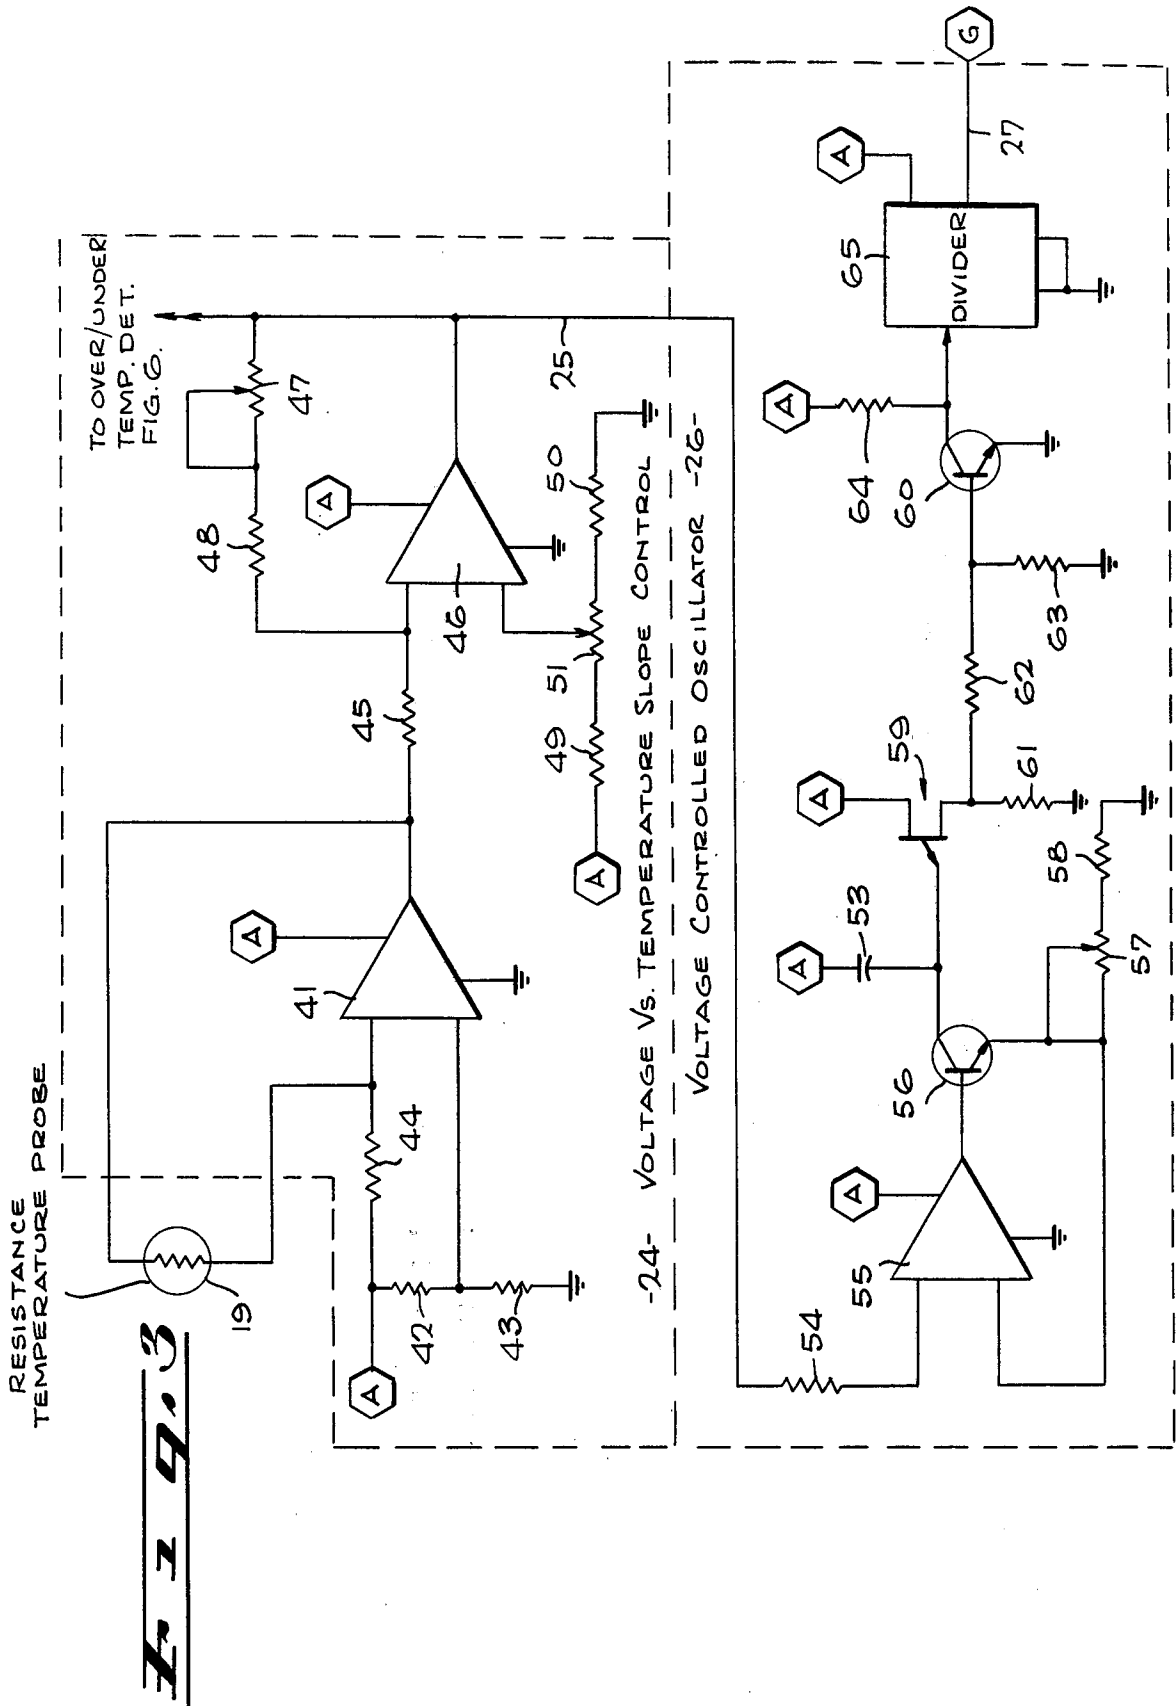 Fig. 3
RESISTANCE
TEMPERATURE PROBE
19
TO OVER/UNDER
TEMP. DET.
FIG. 6.
A
42
43
44
41
A
45
48
47
46
A
25
A
49
51
50
-24- VOLTAGE VS. TEMPERATURE SLOPE CONTROL
VOLTAGE CONTROLLED OSCILLATOR -26-
54
55
A
56
A
53
57
58
A
59
61
62
63
60
64
A
65
DIVIDER
A
27
G